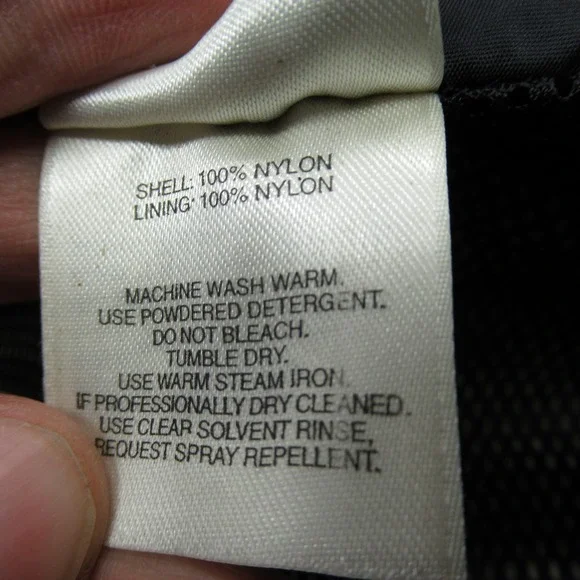 SHELL: 100% NYLON
LINING: 100% NYLON
MACHINE WASH WARM.
USE POWDERED DETERGENT.
DO NOT BLEACH.
TUMBLE DRY.
USE WARM STEAM IRON.
IF PROFESSIONALLY DRY CLEANED.
USE CLEAR SOLVENT RINSE,
REQUEST SPRAY REPELLENT.